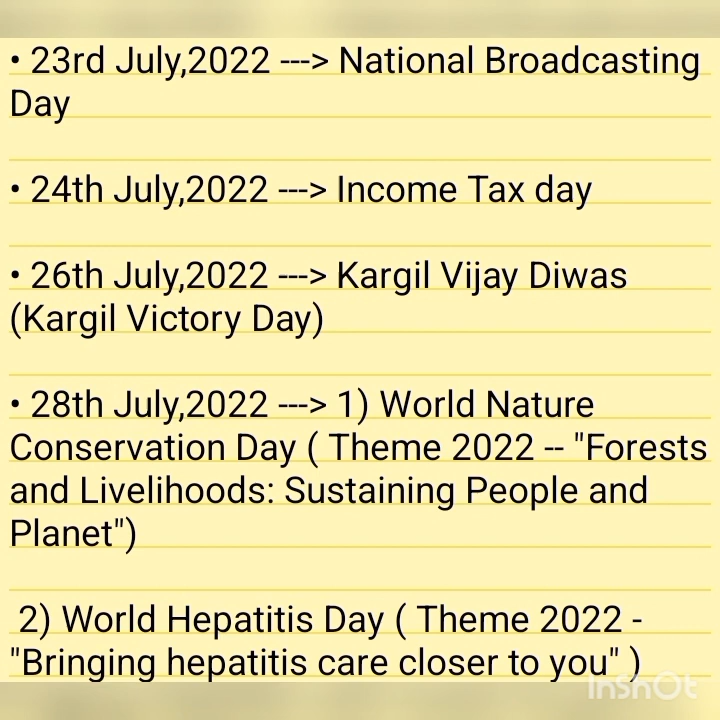 • 23rd July,2022 ---> National Broadcasting
Day
• 24th July,2022 ---> Income Tax day
• 26th July,2022 ---> Kargil Vijay Diwas
(Kargil Victory Day)
• 28th July,2022 ---> 1) World Nature
Conservation Day ( Theme 2022 -- "Forests
and Livelihoods: Sustaining People and
Planet")
2) World Hepatitis Day ( Theme 2022 -
"Bringing hepatitis care closer to you" )
InshOt